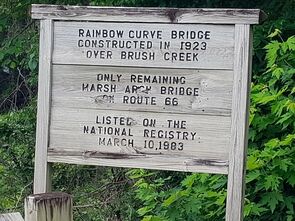 RAINBOW CURVE BRIDGE
CONSTRUCTED IN 1923
OVER BRUSH CREEK
ONLY REMAINING
MARSH ARCH BRIDGE
ON ROUTE 66
LISTED ON THE
NATIONAL REGISTRY
MARCH 10,1983